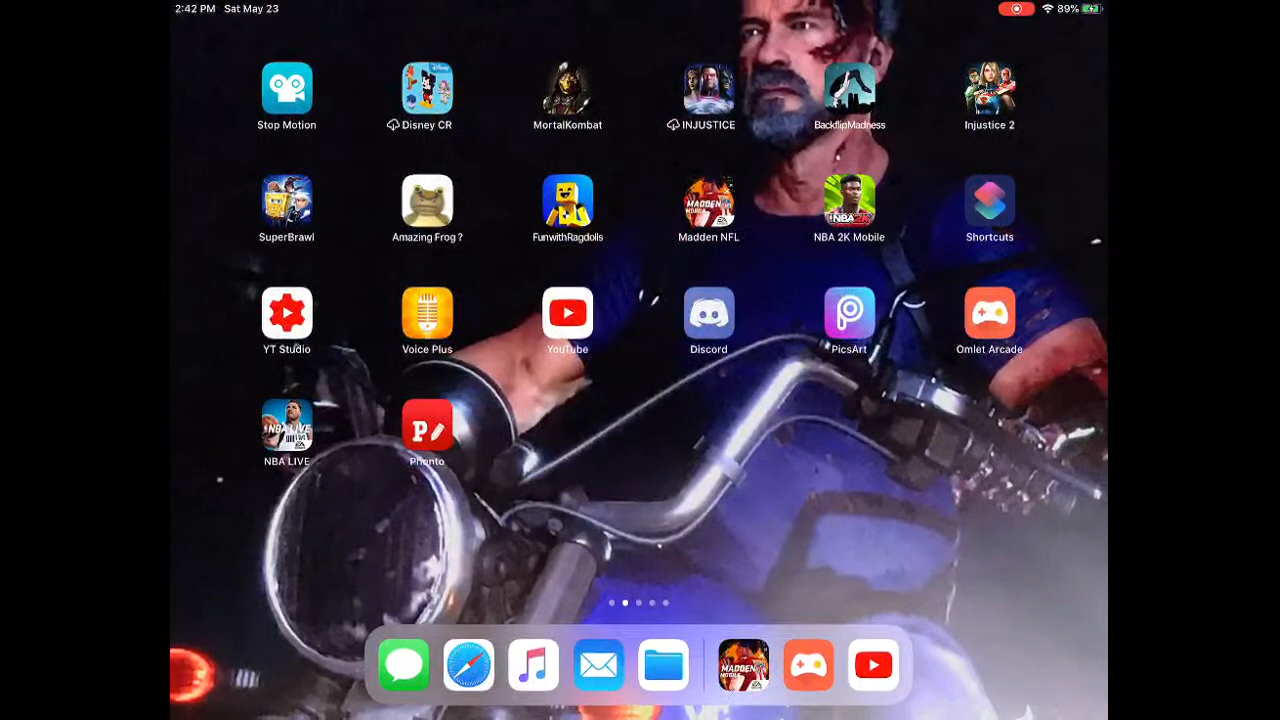 2:42 PM Sat May 23 89%
Stop Motion Disney CR MortalKombat INJUSTICE BackflipMadness Injustice 2
SuperBrawl Amazing Frog ? FunwithRagdolls Madden NFL NBA 2K Mobile Shortcuts
YT Studio Voice Plus YouTube Discord PicsArt Omlet Arcade
NBA LIVE Phonto